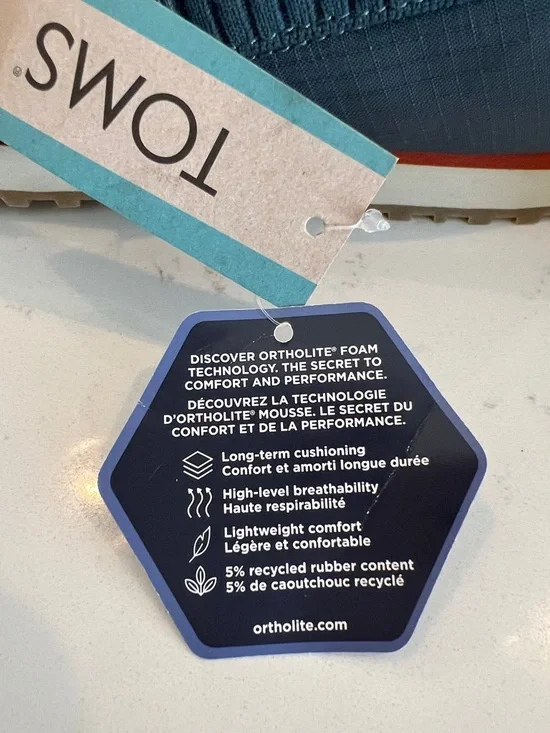 TOMS®
DISCOVER ORTHOLITE® FOAM
TECHNOLOGY. THE SECRET TO
COMFORT AND PERFORMANCE.
DÉCOUVREZ LA TECHNOLOGIE
D'ORTHOLITE® MOUSSE. LE SECRET DU
CONFORT ET DE LA PERFORMANCE.
Long-term cushioning
Confort et amorti longue durée
High-level breathability
Haute respirabilité
Lightweight comfort
Légère et confortable
5% recycled rubber content
5% de caoutchouc recyclé
ortholite.com